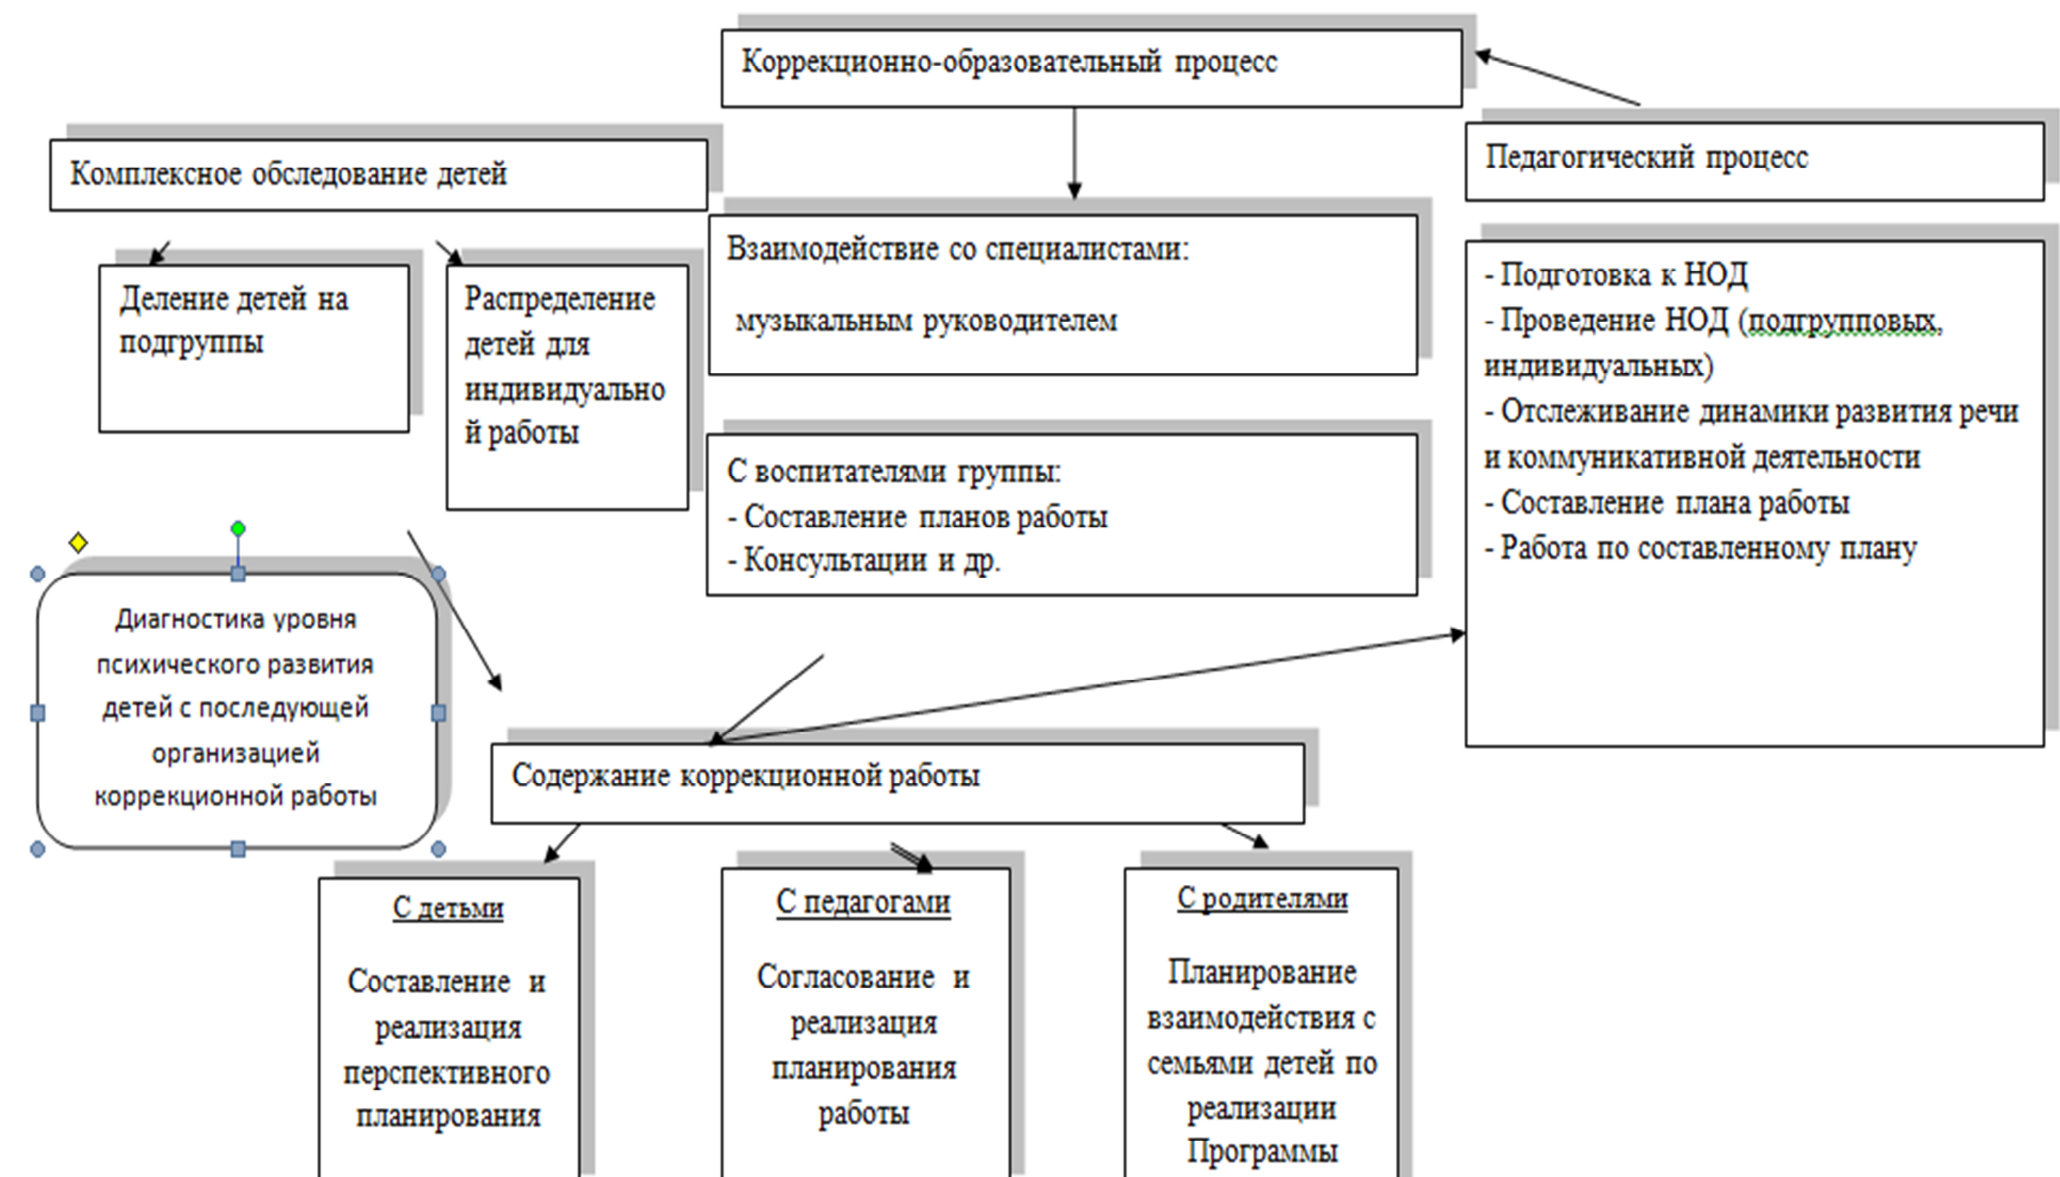 Коррекционно-образовательный процесс
Комплексное обследование детей
Педагогический процесс
Деление детей на
подгруппы
Распределение
детей для
индивидуально
й работы
Взаимодействие со специалистами:
музыкальным руководителем
С воспитателями группы:
- Составление планов работы
- Консультации и др.
- Подготовка к НОД
- Проведение НОД (подгрупповых,
индивидуальных)
- Отслеживание динамики развития речи
и коммуникативной деятельности
- Составление плана работы
- Работа по составленному плану
Диагностика уровня
психического развития
детей с последующей
организацией
коррекционной работы
Содержание коррекционной работы
С детьми
Составление и
реализация
перспективного
планирования
С педагогами
Согласование и
реализация
планирования
работы
С родителями
Планирование
взаимодействия с
семьями детей по
реализации
Программы